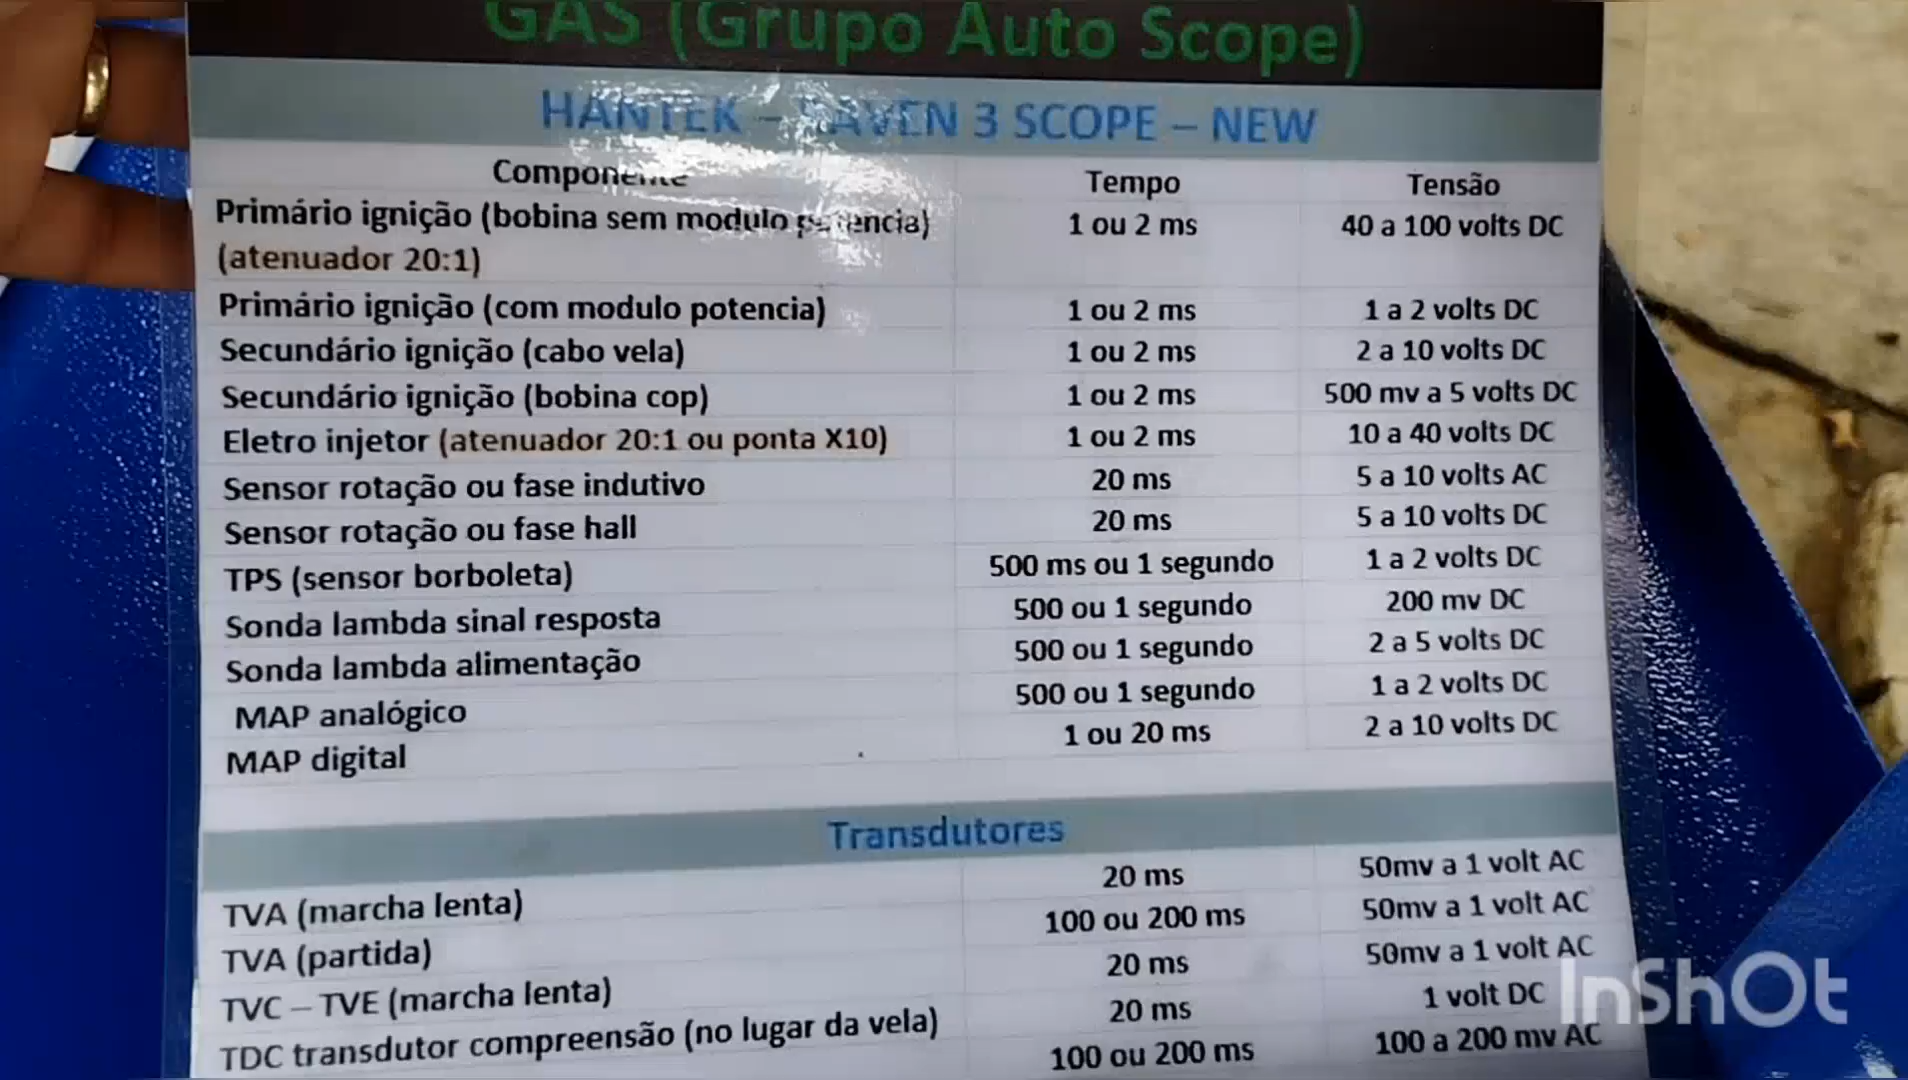 GAS (Grupo Auto Scope)
HANTEK – RAVEN 3 SCOPE – NEW
Componente Tempo Tensão
Primário ignição (bobina sem modulo potencia) 1 ou 2 ms 40 a 100 volts DC
(atenuador 20:1)
Primário ignição (com modulo potencia) 1 ou 2 ms 1 a 2 volts DC
Secundário ignição (cabo vela) 1 ou 2 ms 2 a 10 volts DC
Secundário ignição (bobina cop) 1 ou 2 ms 500 mv a 5 volts DC
Eletro injetor (atenuador 20:1 ou ponta X10) 1 ou 2 ms 10 a 40 volts DC
Sensor rotação ou fase indutivo 20 ms 5 a 10 volts AC
Sensor rotação ou fase hall 20 ms 5 a 10 volts DC
TPS (sensor borboleta) 500 ms ou 1 segundo 1 a 2 volts DC
Sonda lambda sinal resposta 500 ou 1 segundo 200 mv DC
Sonda lambda alimentação 500 ou 1 segundo 2 a 5 volts DC
MAP analógico 500 ou 1 segundo 1 a 2 volts DC
MAP digital 1 ou 20 ms 2 a 10 volts DC
Transdutores
TVA (marcha lenta) 20 ms 50mv a 1 volt AC
TVA (partida) 100 ou 200 ms 50mv a 1 volt AC
TVC – TVE (marcha lenta) 20 ms 50mv a 1 volt AC
TDC transdutor compreensão (no lugar da vela) 20 ms 1 volt DC
100 ou 200 ms 100 a 200 mv AC
InShOt